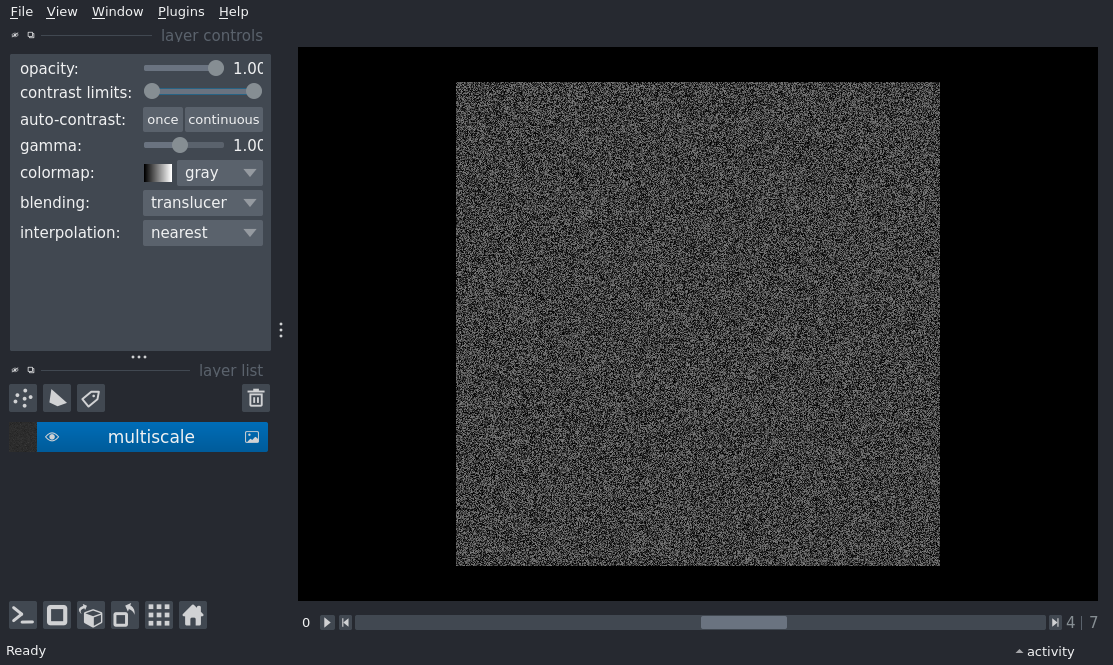 File View Window Plugins Help
layer controls
opacity: 1.00
contrast limits:
auto-contrast: once continuous
gamma: 1.00
colormap: gray
blending: translucer
interpolation: nearest
layer list
multiscale
0 4 | 7
Ready activity